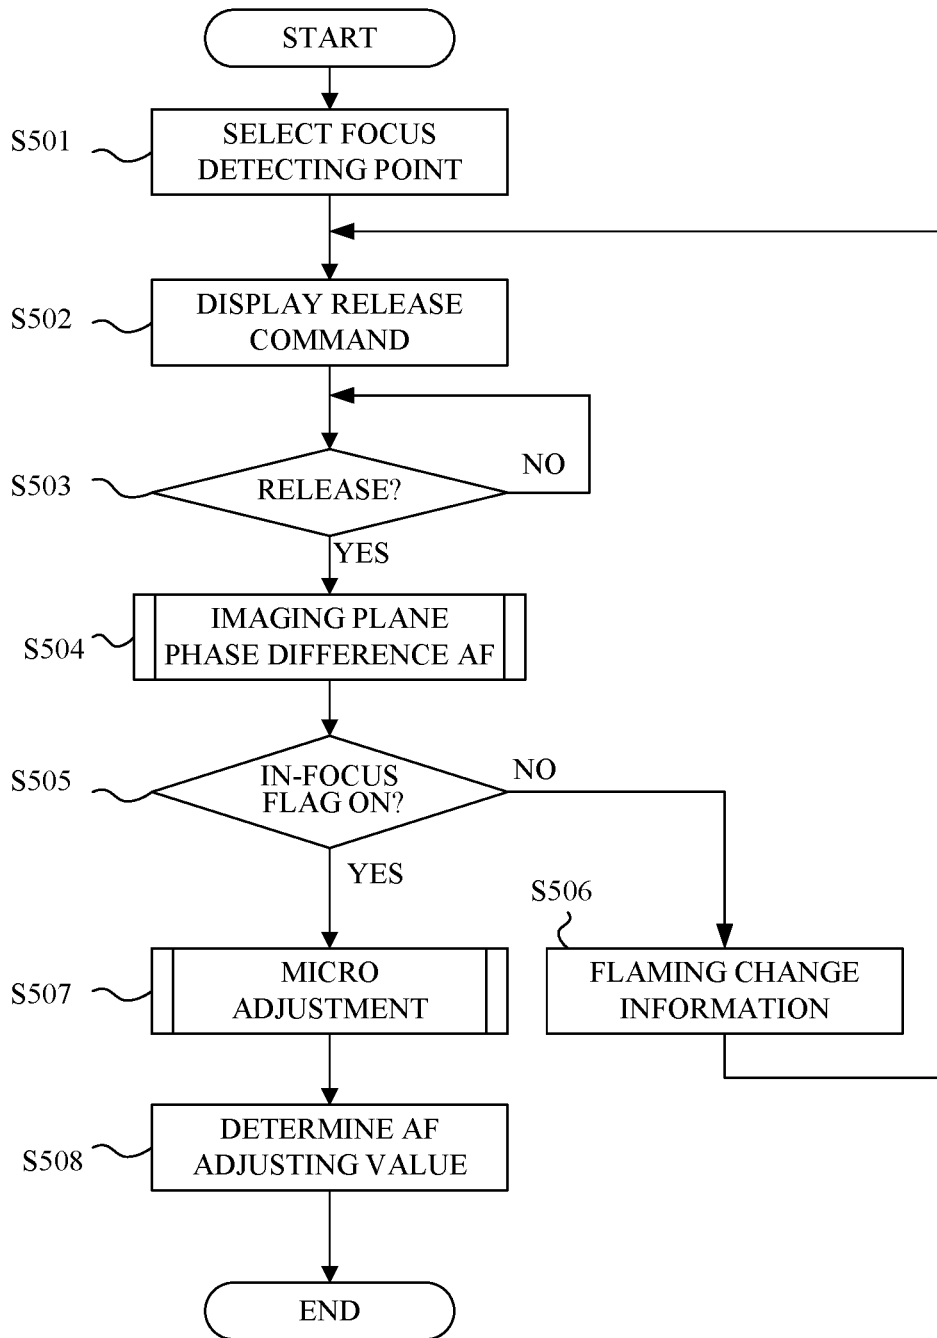 START
S501
SELECT FOCUS
DETECTING POINT
S502
DISPLAY RELEASE
COMMAND
S503
RELEASE?
NO
YES
S504
IMAGING PLANE
PHASE DIFFERENCE AF
S505
IN-FOCUS
FLAG ON?
NO
YES
S506
FLAMING CHANGE
INFORMATION
S507
MICRO
ADJUSTMENT
S508
DETERMINE AF
ADJUSTING VALUE
END